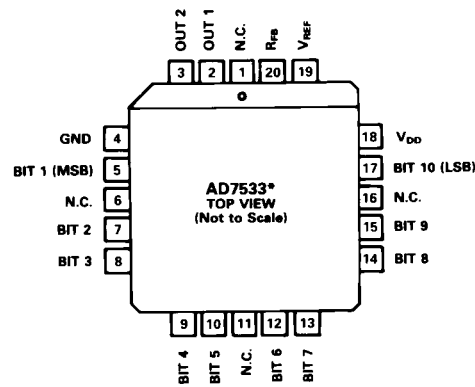 OUT 2
OUT 1
N.C.
RFB
VREF
3
2
1
20
19
GND 4
BIT 1 (MSB) 5
N.C. 6
BIT 2 7
BIT 3 8
AD7533*
TOP VIEW
(Not to Scale)
18 VDD
17 BIT 10 (LSB)
16 N.C.
15 BIT 9
14 BIT 8
9
10
11
12
13
BIT 4
BIT 5
N.C.
BIT 6
BIT 7